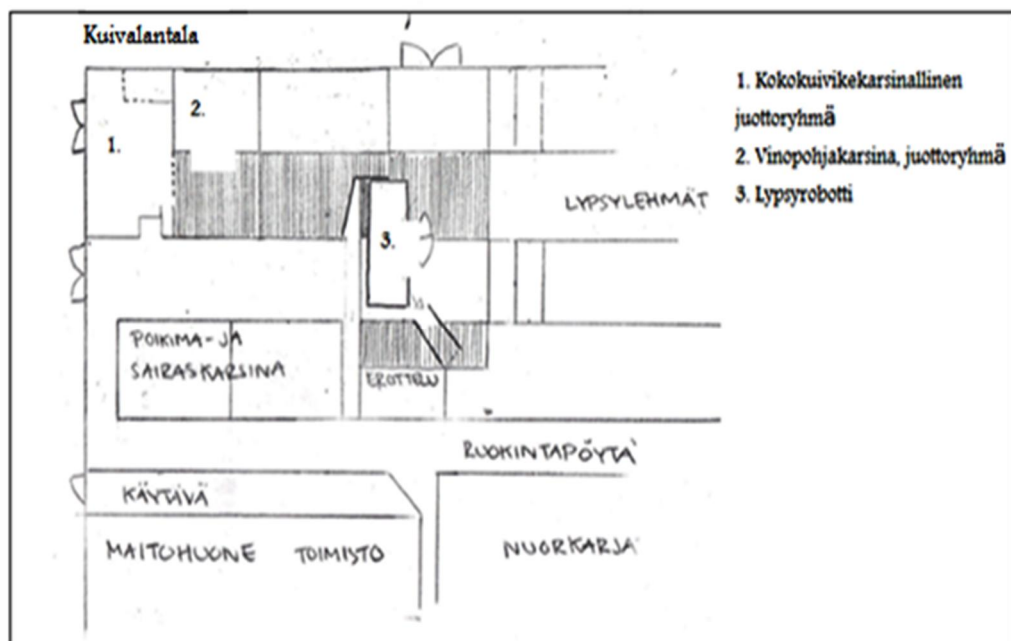 Kuivalantala
1. Kokokuivikekarsinallinen
juottoryhmä
2. Vinopohjakarsina, juottoryhmä
3. Lypsyrobotti
1.
2.
3.
LYPSYLEHMÄT
POIKIMA-JA
SAIRASKARSINA
EROTTELU
RUOKINTAPÖYTÄ
KÄYTÄVÄ
MAITOHUONE TOIMISTO
NUORKARJA